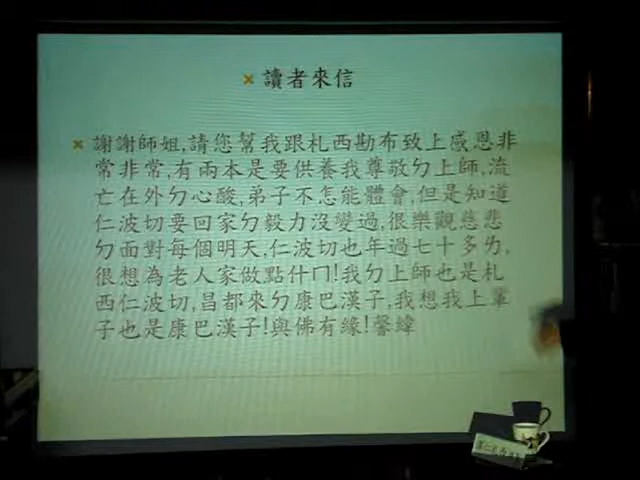 讀者來信
謝謝師姐,請您幫我跟札西勘布致上感恩非
常非常,有兩本是要供養我尊敬ㄉ上師,流
亡在外ㄉ心酸,弟子不怎能體會,但是知道
仁波切要回家ㄉ毅力沒變過,很樂觀慈悲
ㄉ面對每個明天,仁波切也年過七十多ㄌ,
很想為老人家做點什ㄇ!我ㄉ上師也是札
西仁波切,昌都來ㄉ康巴漢子,我想我上輩
子也是康巴漢子!與佛有緣!馨緯